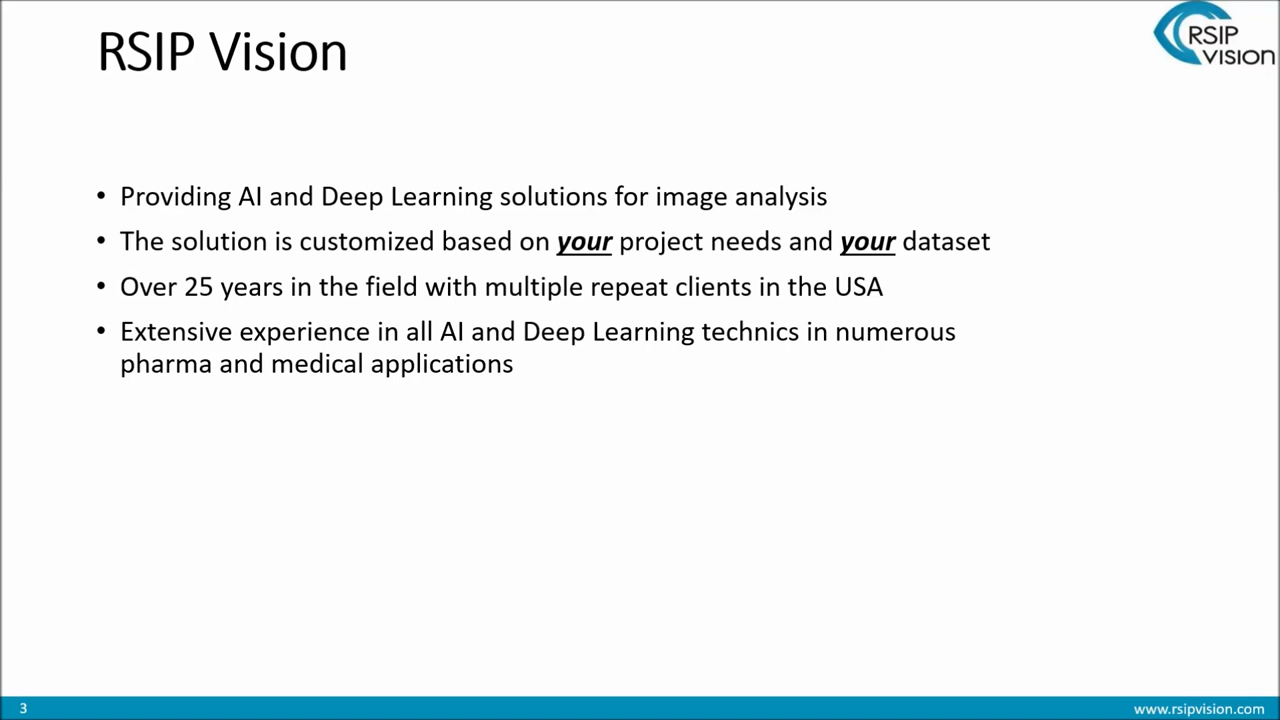 RSIP Vision
RSIP
vision
• Providing AI and Deep Learning solutions for image analysis
• The solution is customized based on your project needs and your dataset
• Over 25 years in the field with multiple repeat clients in the USA
• Extensive experience in all AI and Deep Learning technics in numerous
pharma and medical applications
3
www.rsipvision.com